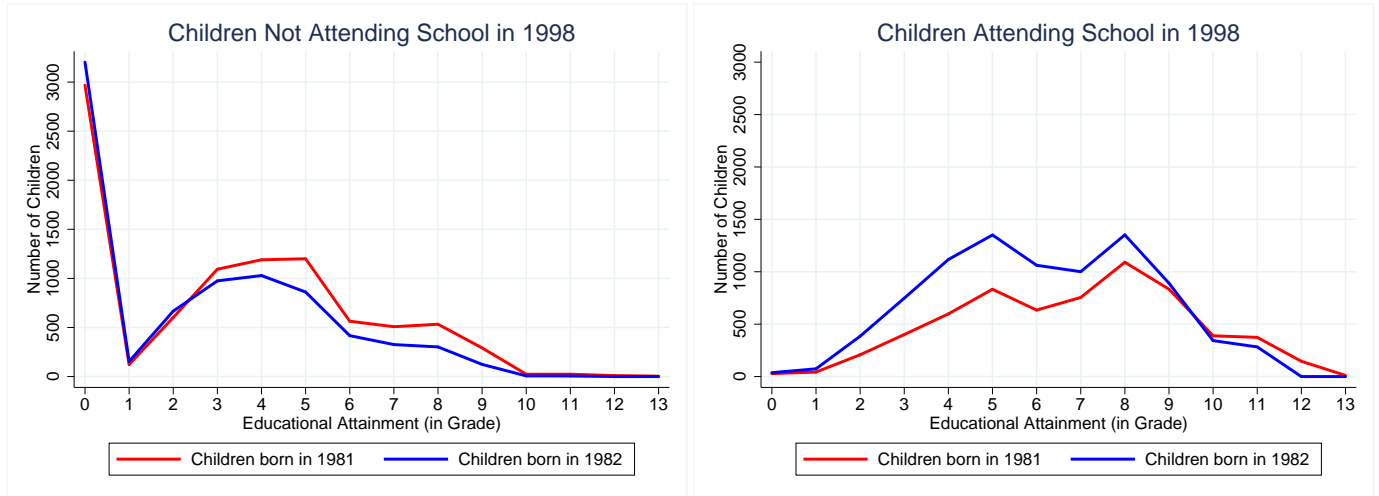 Children Not Attending School in 1998
Number of Children
3000
2500
2000
1500
1000
500
0
0 1 2 3 4 5 6 7 8 9 10 11 12 13
Educational Attainment (in Grade)
Children born in 1981 Children born in 1982
Children Attending School in 1998
Number of Children
3000
2500
2000
1500
1000
500
0
0 1 2 3 4 5 6 7 8 9 10 11 12 13
Educational Attainment (in Grade)
Children born in 1981 Children born in 1982